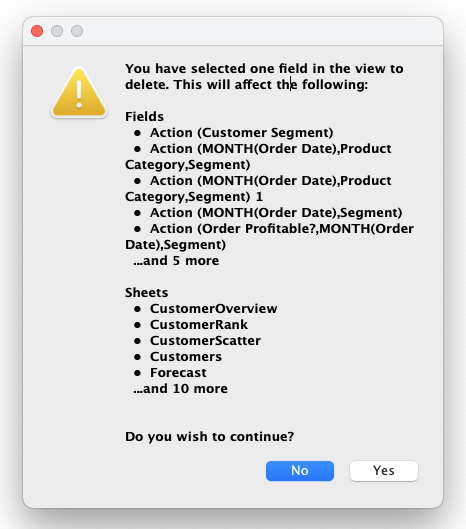 You have selected one field in the view to
delete. This will affect the following:
Fields
● Action (Customer Segment)
● Action (MONTH(Order Date),Product
Category,Segment)
● Action (MONTH(Order Date),Product
Category,Segment) 1
● Action (MONTH(Order Date),Segment)
● Action (Order Profitable?,MONTH(Order
Date),Segment)
...and 5 more
Sheets
● CustomerOverview
● CustomerRank
● CustomerScatter
● Customers
● Forecast
...and 10 more
Do you wish to continue?
No
Yes